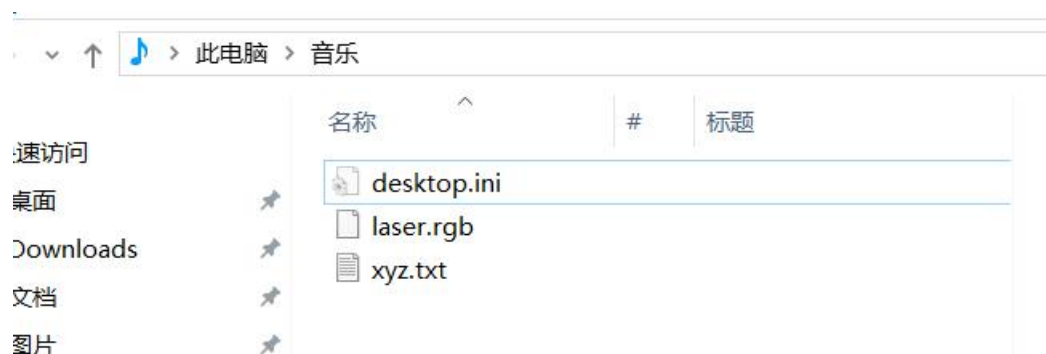 此电脑 > 音乐
名称 # 标题
速访问
桌面
Downloads
文档
图片
desktop.ini
laser.rgb
xyz.txt